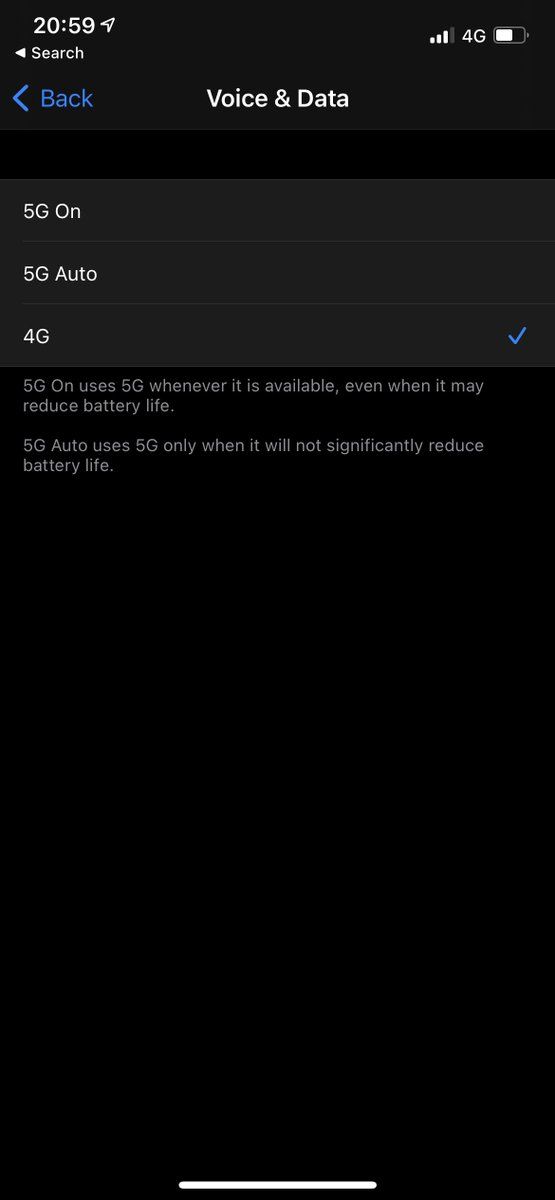 20:59
4G
Search
Back
Voice & Data
5G On
5G Auto
4G
5G On uses 5G whenever it is available, even when it may
reduce battery life.
5G Auto uses 5G only when it will not significantly reduce
battery life.